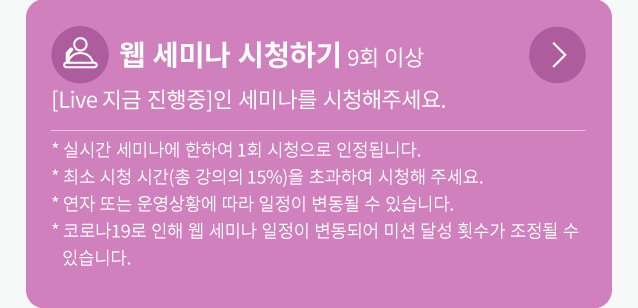 웹 세미나 시청하기 9회 이상
[Live 지금 진행중]인 세미나를 시청해주세요.
* 실시간 세미나에 한하여 1회 시청으로 인정됩니다.
* 최소 시청 시간(총 강의의 15%)을 초과하여 시청해 주세요.
* 연자 또는 운영상황에 따라 일정이 변동될 수 있습니다.
* 코로나19로 인해 웹 세미나 일정이 변동되어 미션 달성 횟수가 조정될 수
있습니다.